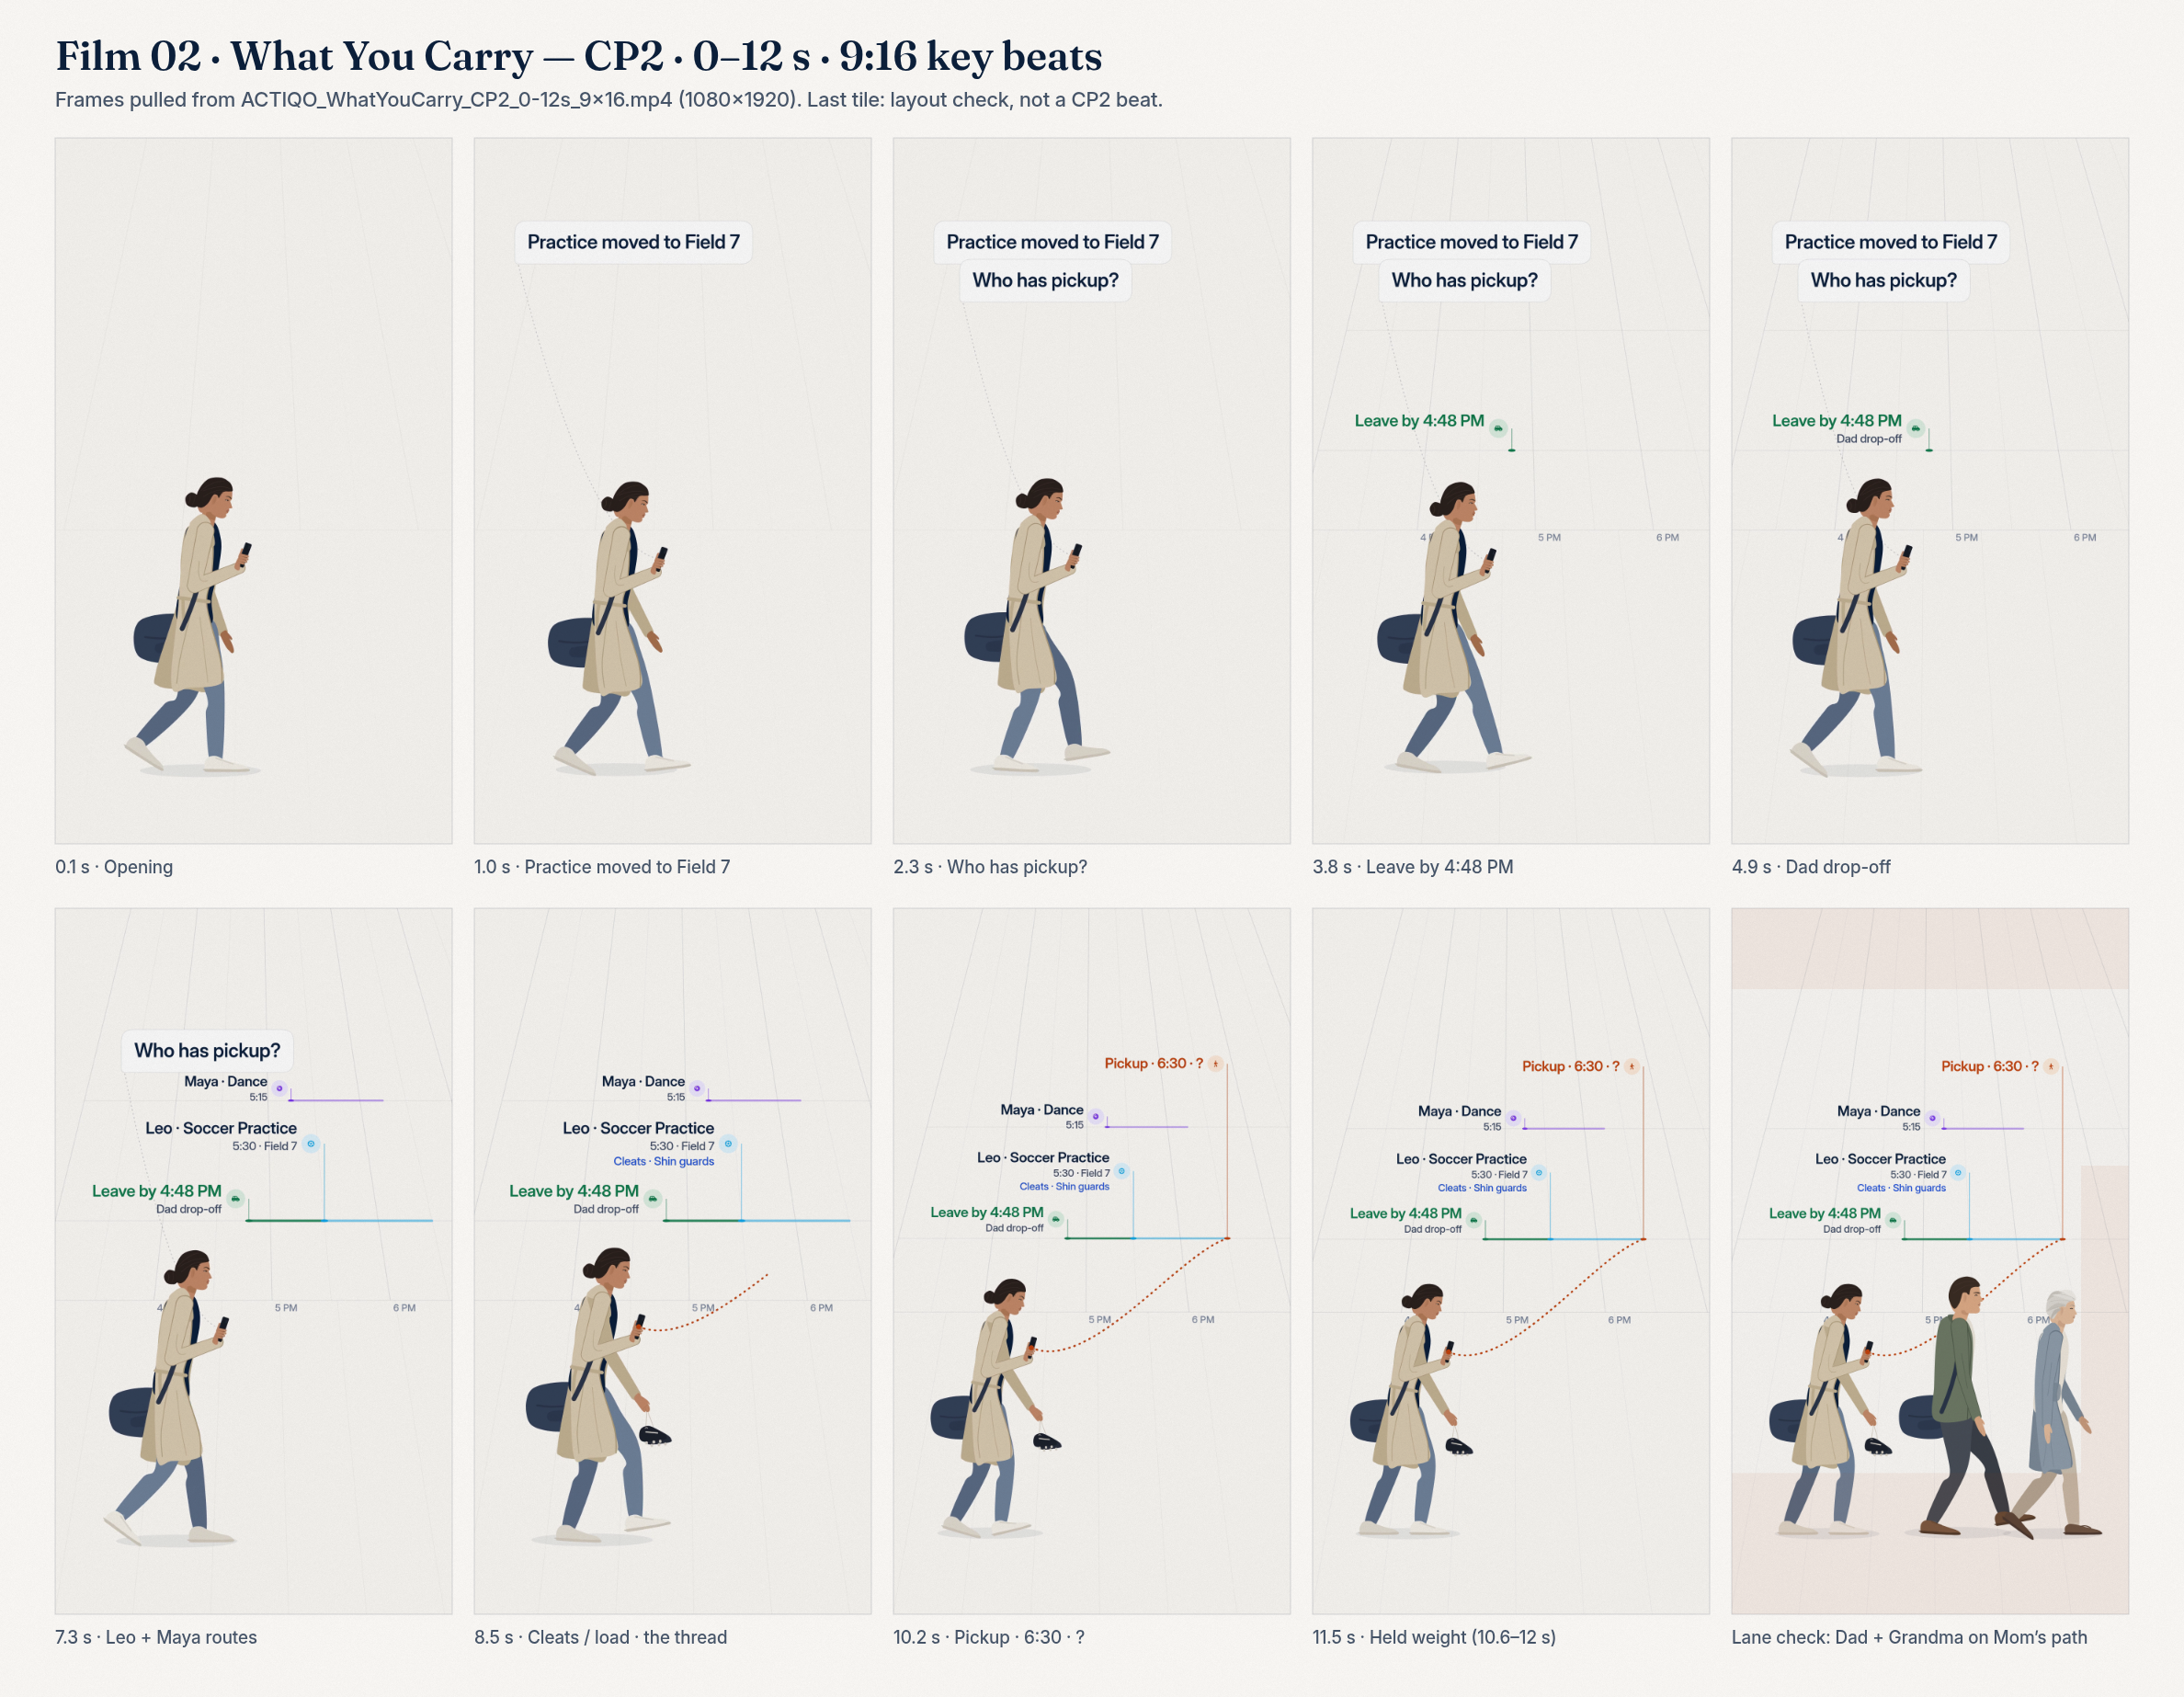 Film 02 · What You Carry — CP2 · 0–12 s · 9:16 key beats
Frames pulled from ACTIQO_WhatYouCarry_CP2_0-12s_9×16.mp4 (1080×1920). Last tile: layout check, not a CP2 beat.
0.1 s · Opening
Practice moved to Field 7
1.0 s · Practice moved to Field 7
Practice moved to Field 7
Who has pickup?
2.3 s · Who has pickup?
Practice moved to Field 7
Who has pickup?
Leave by 4:48 PM
4
5 PM
6 PM
3.8 s · Leave by 4:48 PM
Practice moved to Field 7
Who has pickup?
Leave by 4:48 PM
Dad drop-off
4
5 PM
6 PM
4.9 s · Dad drop-off
Who has pickup?
Maya · Dance
5:15
Leo · Soccer Practice
5:30 · Field 7
Leave by 4:48 PM
Dad drop-off
4
5 PM
6 PM
7.3 s · Leo + Maya routes
Maya · Dance
5:15
Leo · Soccer Practice
5:30 · Field 7
Cleats · Shin guards
Leave by 4:48 PM
Dad drop-off
4
5 PM
6 PM
8.5 s · Cleats / load · the thread
Pickup · 6:30 · ?
Maya · Dance
5:15
Leo · Soccer Practice
5:30 · Field 7
Cleats · Shin guards
Leave by 4:48 PM
Dad drop-off
5 PM
6 PM
10.2 s · Pickup · 6:30 · ?
Pickup · 6:30 · ?
Maya · Dance
5:15
Leo · Soccer Practice
5:30 · Field 7
Cleats · Shin guards
Leave by 4:48 PM
Dad drop-off
5 PM
6 PM
11.5 s · Held weight (10.6–12 s)
Pickup · 6:30 · ?
Maya · Dance
5:15
Leo · Soccer Practice
5:30 · Field 7
Cleats · Shin guards
Leave by 4:48 PM
Dad drop-off
5 P
6 PM
Lane check: Dad + Grandma on Mom's path